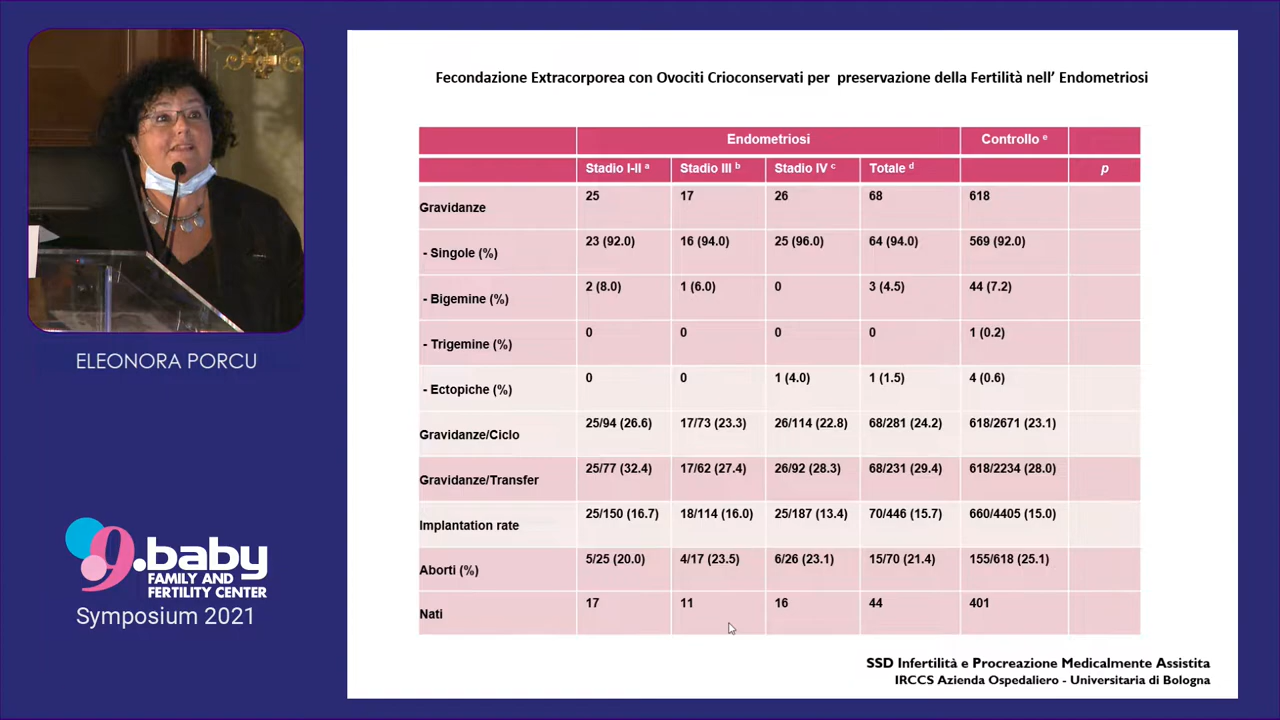 Fecondazione Extracorporea con Ovociti Crioconservati per preservazione della Fertilità nell' Endometriosi
Endometriosi Controllo e
Stadio I-II a Stadio III b Stadio IV c Totale d p
Gravidanze 25 17 26 68 618
- Singole (%) 23 (92.0) 16 (94.0) 25 (96.0) 64 (94.0) 569 (92.0)
- Bigemine (%) 2 (8.0) 1 (6.0) 0 3 (4.5) 44 (7.2)
- Trigemine (%) 0 0 0 0 1 (0.2)
- Ectopiche (%) 0 0 1 (4.0) 1 (1.5) 4 (0.6)
Gravidanze/Ciclo 25/94 (26.6) 17/73 (23.3) 26/114 (22.8) 68/281 (24.2) 618/2671 (23.1)
Gravidanze/Transfer 25/77 (32.4) 17/62 (27.4) 26/92 (28.3) 68/231 (29.4) 618/2234 (28.0)
Implantation rate 25/150 (16.7) 18/114 (16.0) 25/187 (13.4) 70/446 (15.7) 660/4405 (15.0)
Aborti (%) 5/25 (20.0) 4/17 (23.5) 6/26 (23.1) 15/70 (21.4) 155/618 (25.1)
Nati 17 11 16 44 401
SSD Infertilità e Procreazione Medicalmente Assistita
IRCCS Azienda Ospedaliero - Universitaria di Bologna
ELEONORA PORCU
9.baby
FAMILY AND
FERTILITY CENTER
Symposium 2021